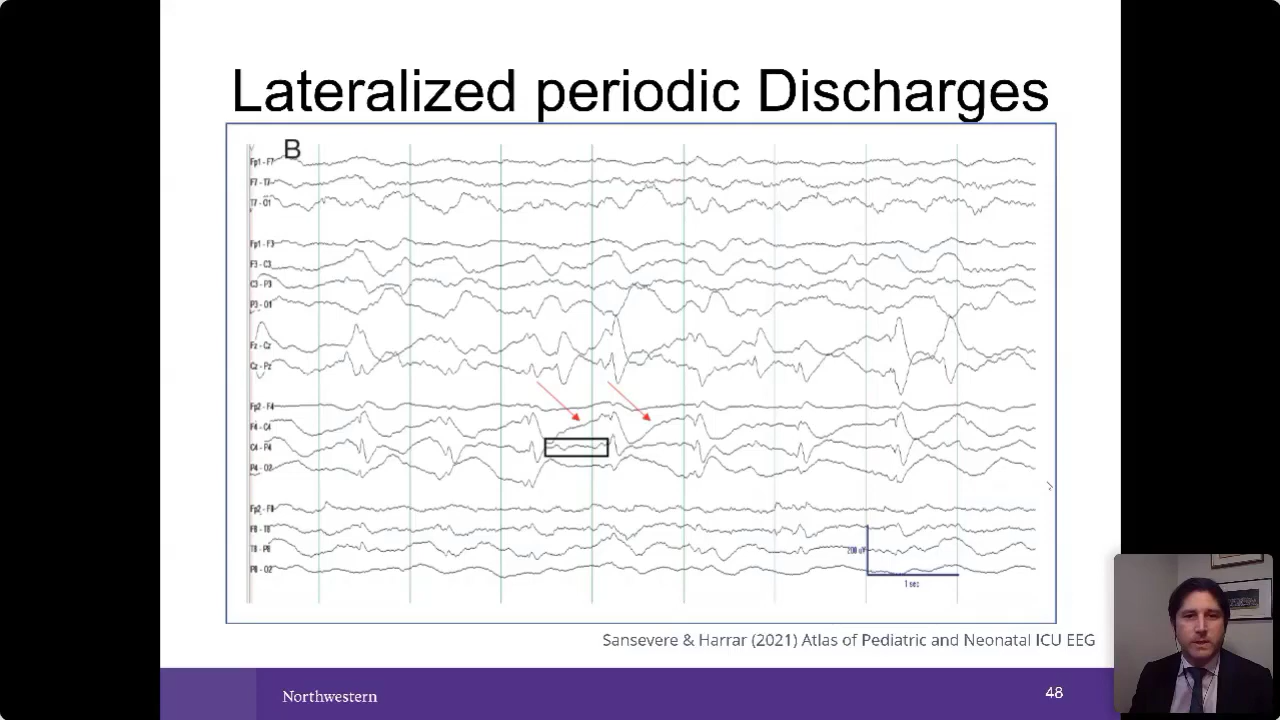 Lateralized periodic Discharges
B
Fp1 - F7
F7 - T7
T7 - O1
Fp1 - F3
F3 - C3
C3 - P3
P3 - O1
Fz - Cz
Cz - Pz
Fp2 - F4
F4 - C4
C4 - P4
P4 - O2
Fp2 - F8
F8 - T8
T8 - P8
P8 - O2
200 uV
1 sec
Sansevere & Harrar (2021) Atlas of Pediatric and Neonatal ICU EEG
Northwestern
48